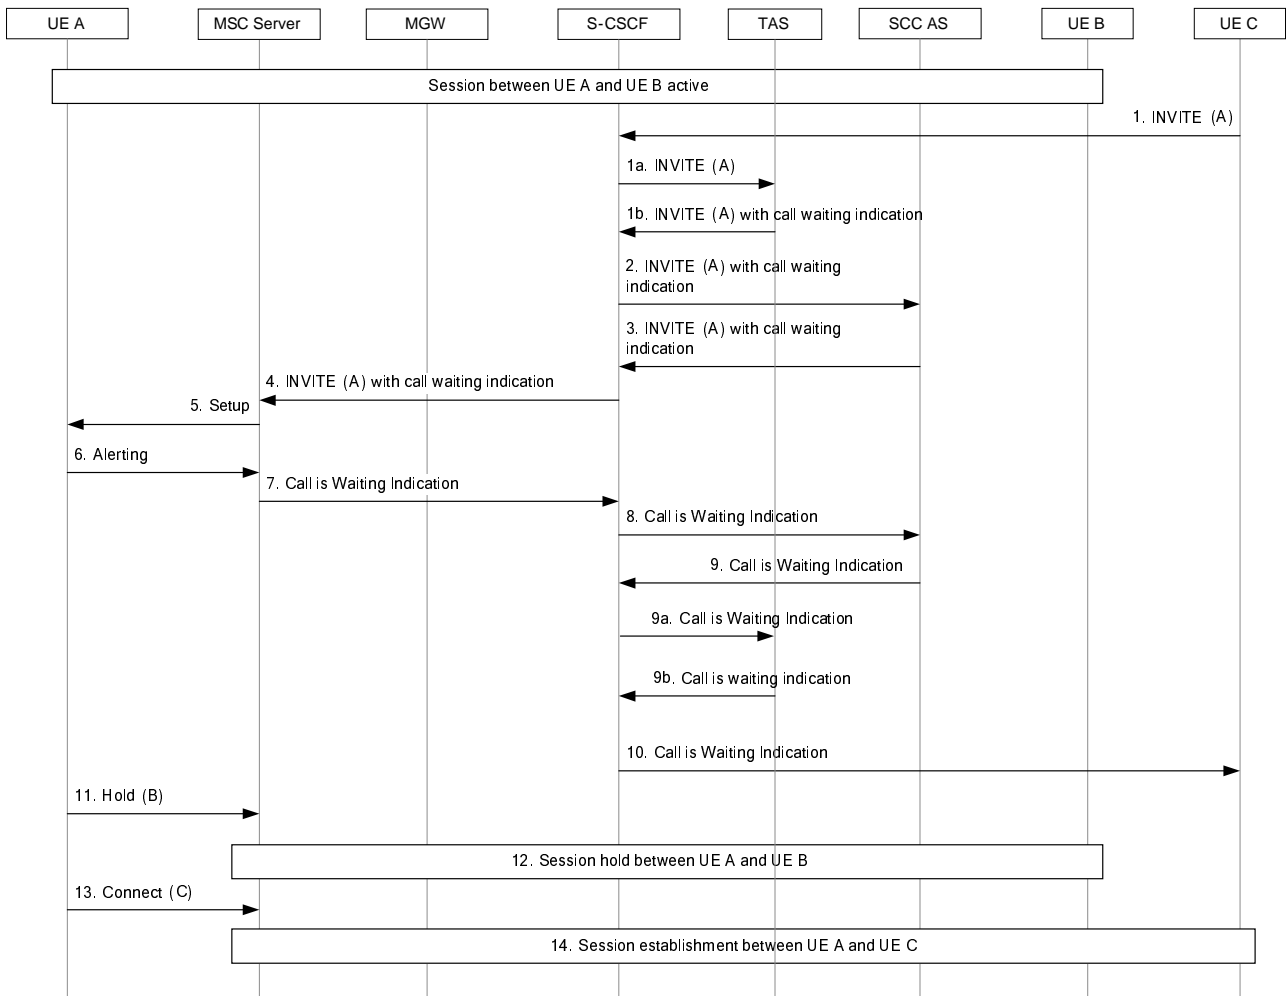 UE A
MSC Server
MGW
S-CSCF
TAS
SCC AS
UE B
UE C
Session between UE A and UE B active
1. INVITE (A)
1a. INVITE (A)
1b. INVITE (A) with call waiting indication
2. INVITE (A) with call waiting
indication
3. INVITE (A) with call waiting
indication
4. INVITE (A) with call waiting indication
5. Setup
6. Alerting
7. Call is Waiting Indication
8. Call is Waiting Indication
9. Call is Waiting Indication
9a. Call is Waiting Indication
9b. Call is waiting indication
10. Call is Waiting Indication
11. Hold (B)
12. Session hold between UE A and UE B
13. Connect (C)
14. Session establishment between UE A and UE C